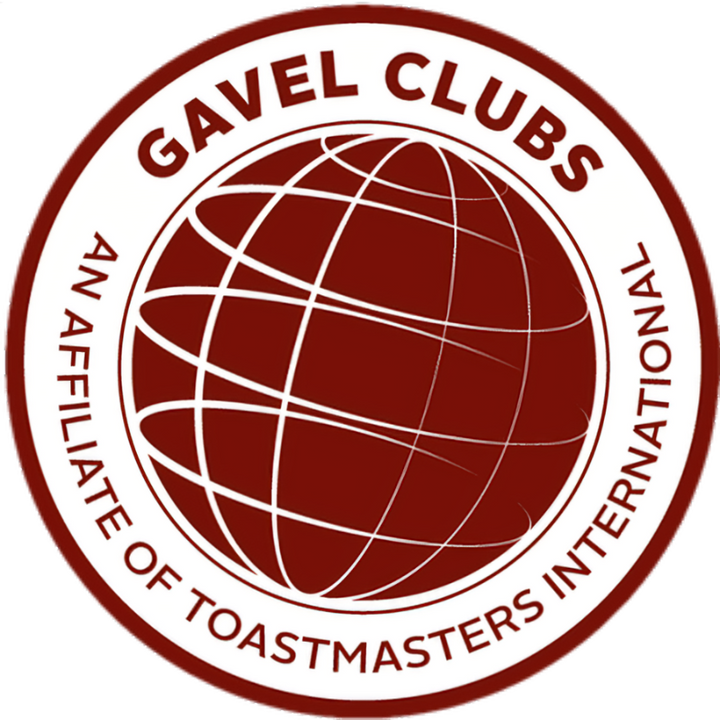 GAVEL CLUBS
AN AFFILIATE OF TOASTMASTERS INTERNATIONAL